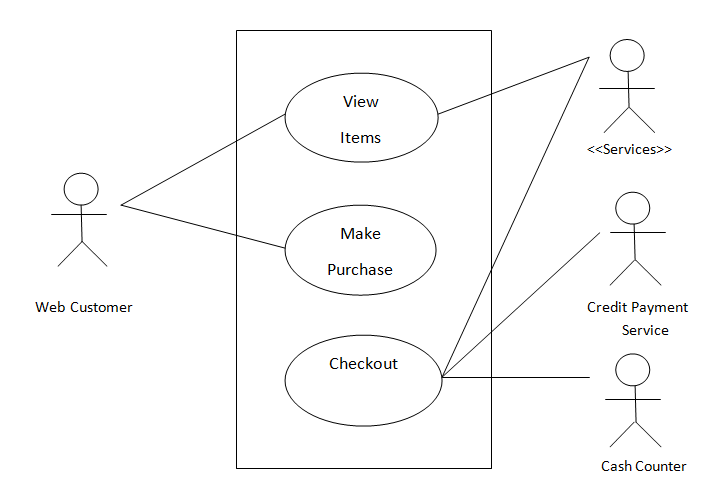 View
Items
<<Services>>
Make
Purchase
Web Customer
Credit Payment
Service
Checkout
Cash Counter